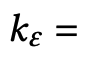 k_ε =